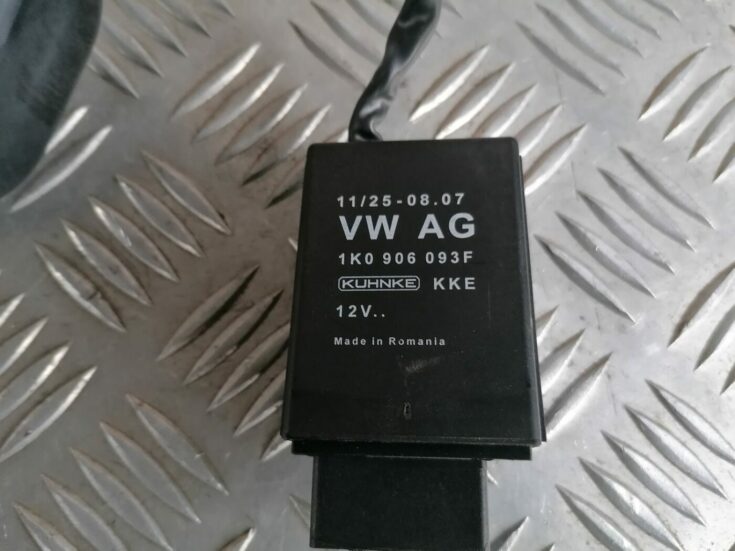 11/25-08.07
VW AG
1K0 906 093F
KUHNKE KKE
12V..
Made in Romania